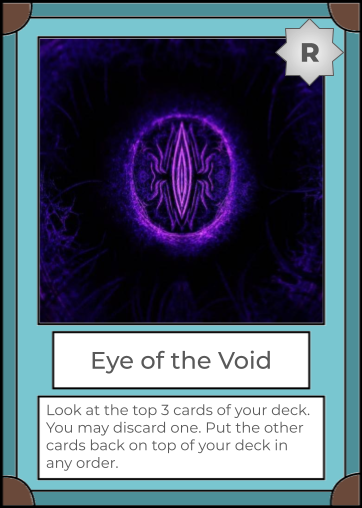 R
Eye of the Void
Look at the top 3 cards of your deck.
You may discard one. Put the other
cards back on top of your deck in
any order.